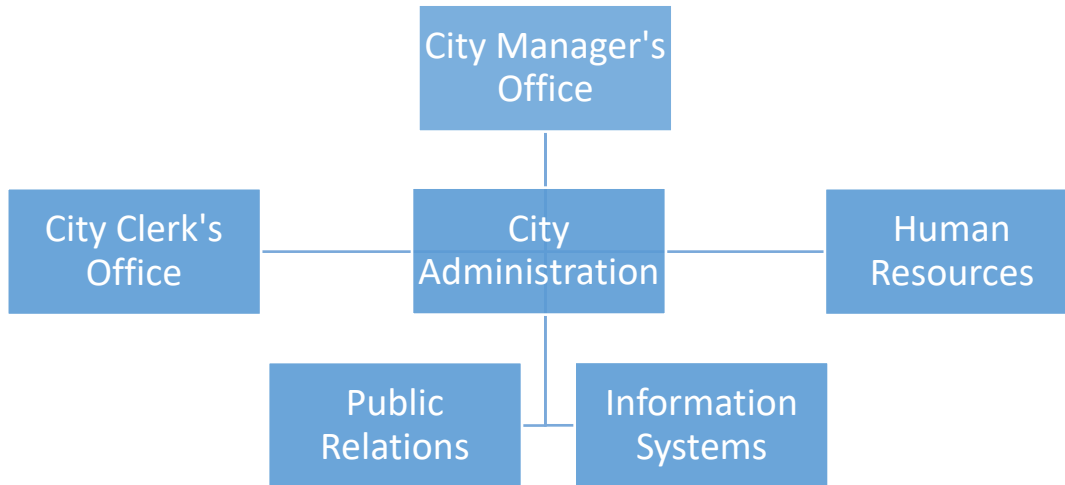 City Manager's
Office
City Clerk's
Office
City
Administration
Human
Resources
Public
Relations
Information
Systems